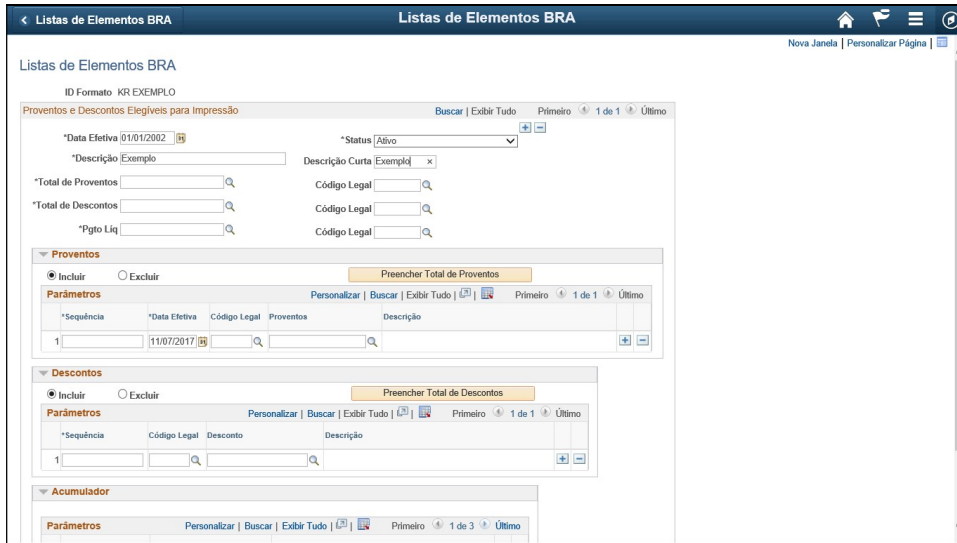 Listas de Elementos BRA
Listas de Elementos BRA
Nova Janela | Personalizar Página |
Listas de Elementos BRA
ID Formato KR EXEMPLO
Proventos e Descontos Elegíveis para Impressão Buscar | Exibir Tudo Primeiro 1 de 1 Último
*Data Efetiva 01/01/2002 *Status Ativo
*Descrição Exemplo Descrição Curta Exemplo
*Total de Proventos Código Legal
*Total de Descontos Código Legal
*Pgto Líq Código Legal
Proventos
Incluir Excluir Preencher Total de Proventos
Parâmetros Personalizar | Buscar | Exibir Tudo | | Primeiro 1 de 1 Último
*Sequência *Data Efetiva Código Legal Proventos Descrição
1 11/07/2017
Descontos
Incluir Excluir Preencher Total de Descontos
Parâmetros Personalizar | Buscar | Exibir Tudo | | Primeiro 1 de 1 Último
*Sequência Código Legal Desconto Descrição
1
Acumulador
Parâmetros Personalizar | Buscar | Exibir Tudo | | Primeiro 1 de 3 Último